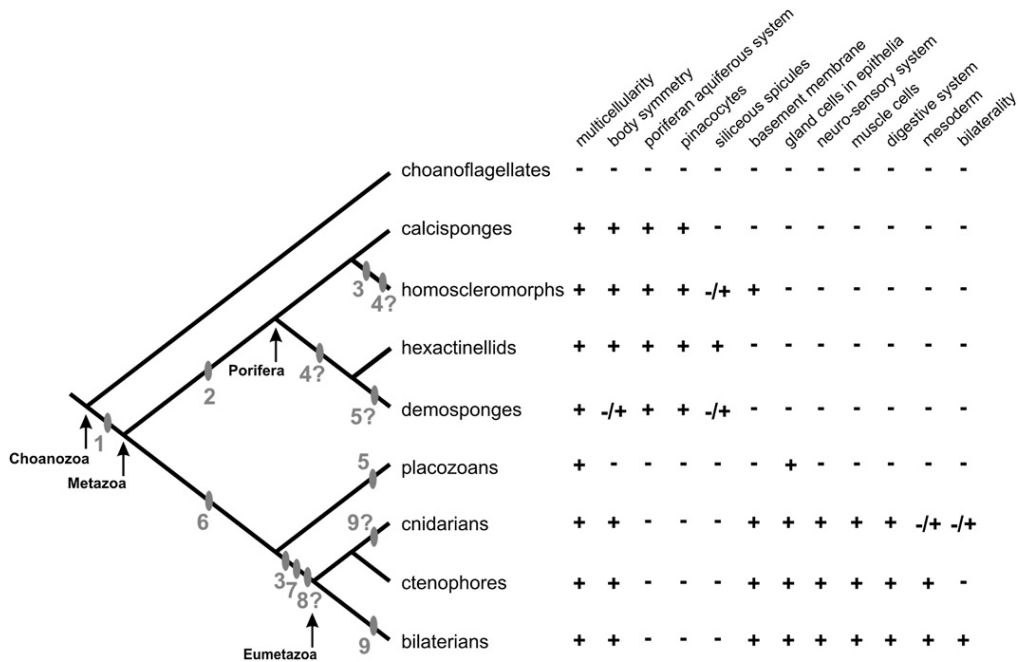 multicellularity
body symmetry
poriferan aquiferous system
pinacocytes
siliceous spicules
basement membrane
gland cells in epithelia
neuro-sensory system
muscle cells
digestive system
mesoderm
bilaterality
choanoflagellates - - - - - - - - - - - -
calcisponges + + + + - - - - - - - -
3 4? homoscleromorphs + + + + -/+ + - - - - - -
hexactinellids + + + + + - - - - - - -
Porifera
4?
2
5? demosponges + -/+ + + -/+ - - - - - - -
1
Choanozoa
Metazoa
5 placozoans + - - - - - + - - - - -
6
9? cnidarians + + - - - + + + + + -/+ -/+
3 7 8? ctenophores + + - - - + + + + + + -
9 bilaterians + + - - - + + + + + + +
Eumetazoa